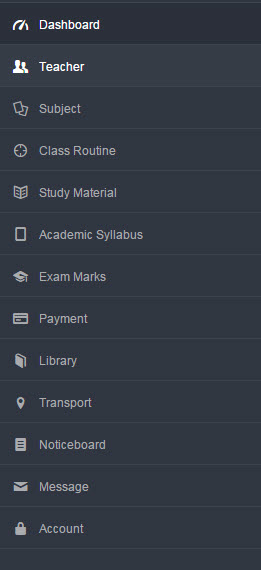 Dashboard
Teacher
Subject
Class Routine
Study Material
Academic Syllabus
Exam Marks
Payment
Library
Transport
Noticeboard
Message
Account